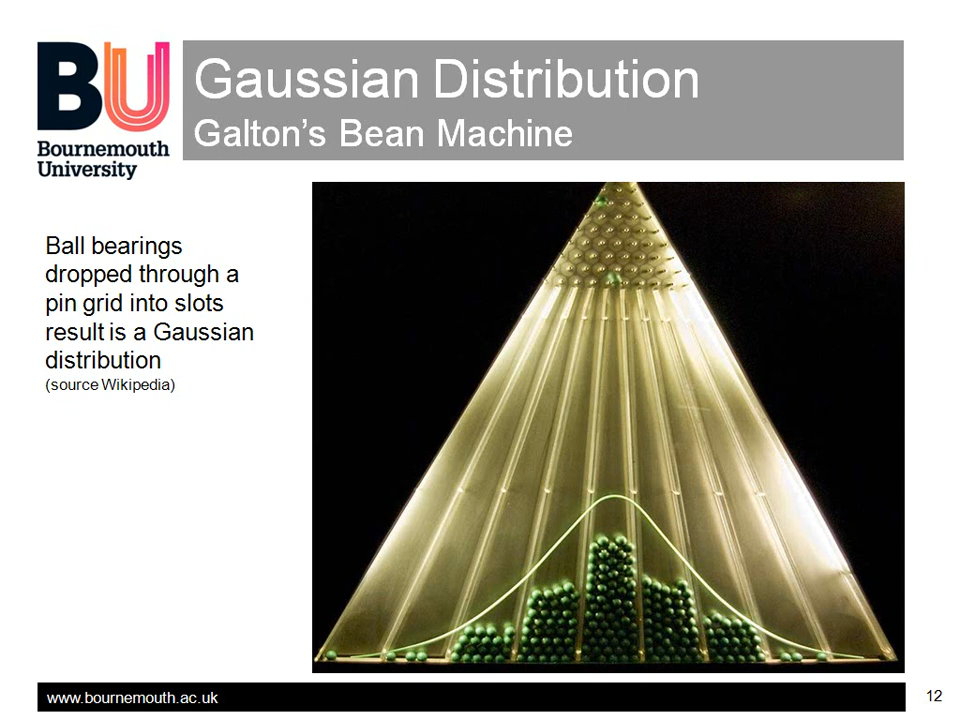 BU
Bournemouth
University
Gaussian Distribution
Galton's Bean Machine
Ball bearings
dropped through a
pin grid into slots
result is a Gaussian
distribution
(source Wikipedia)
www.bournemouth.ac.uk
12